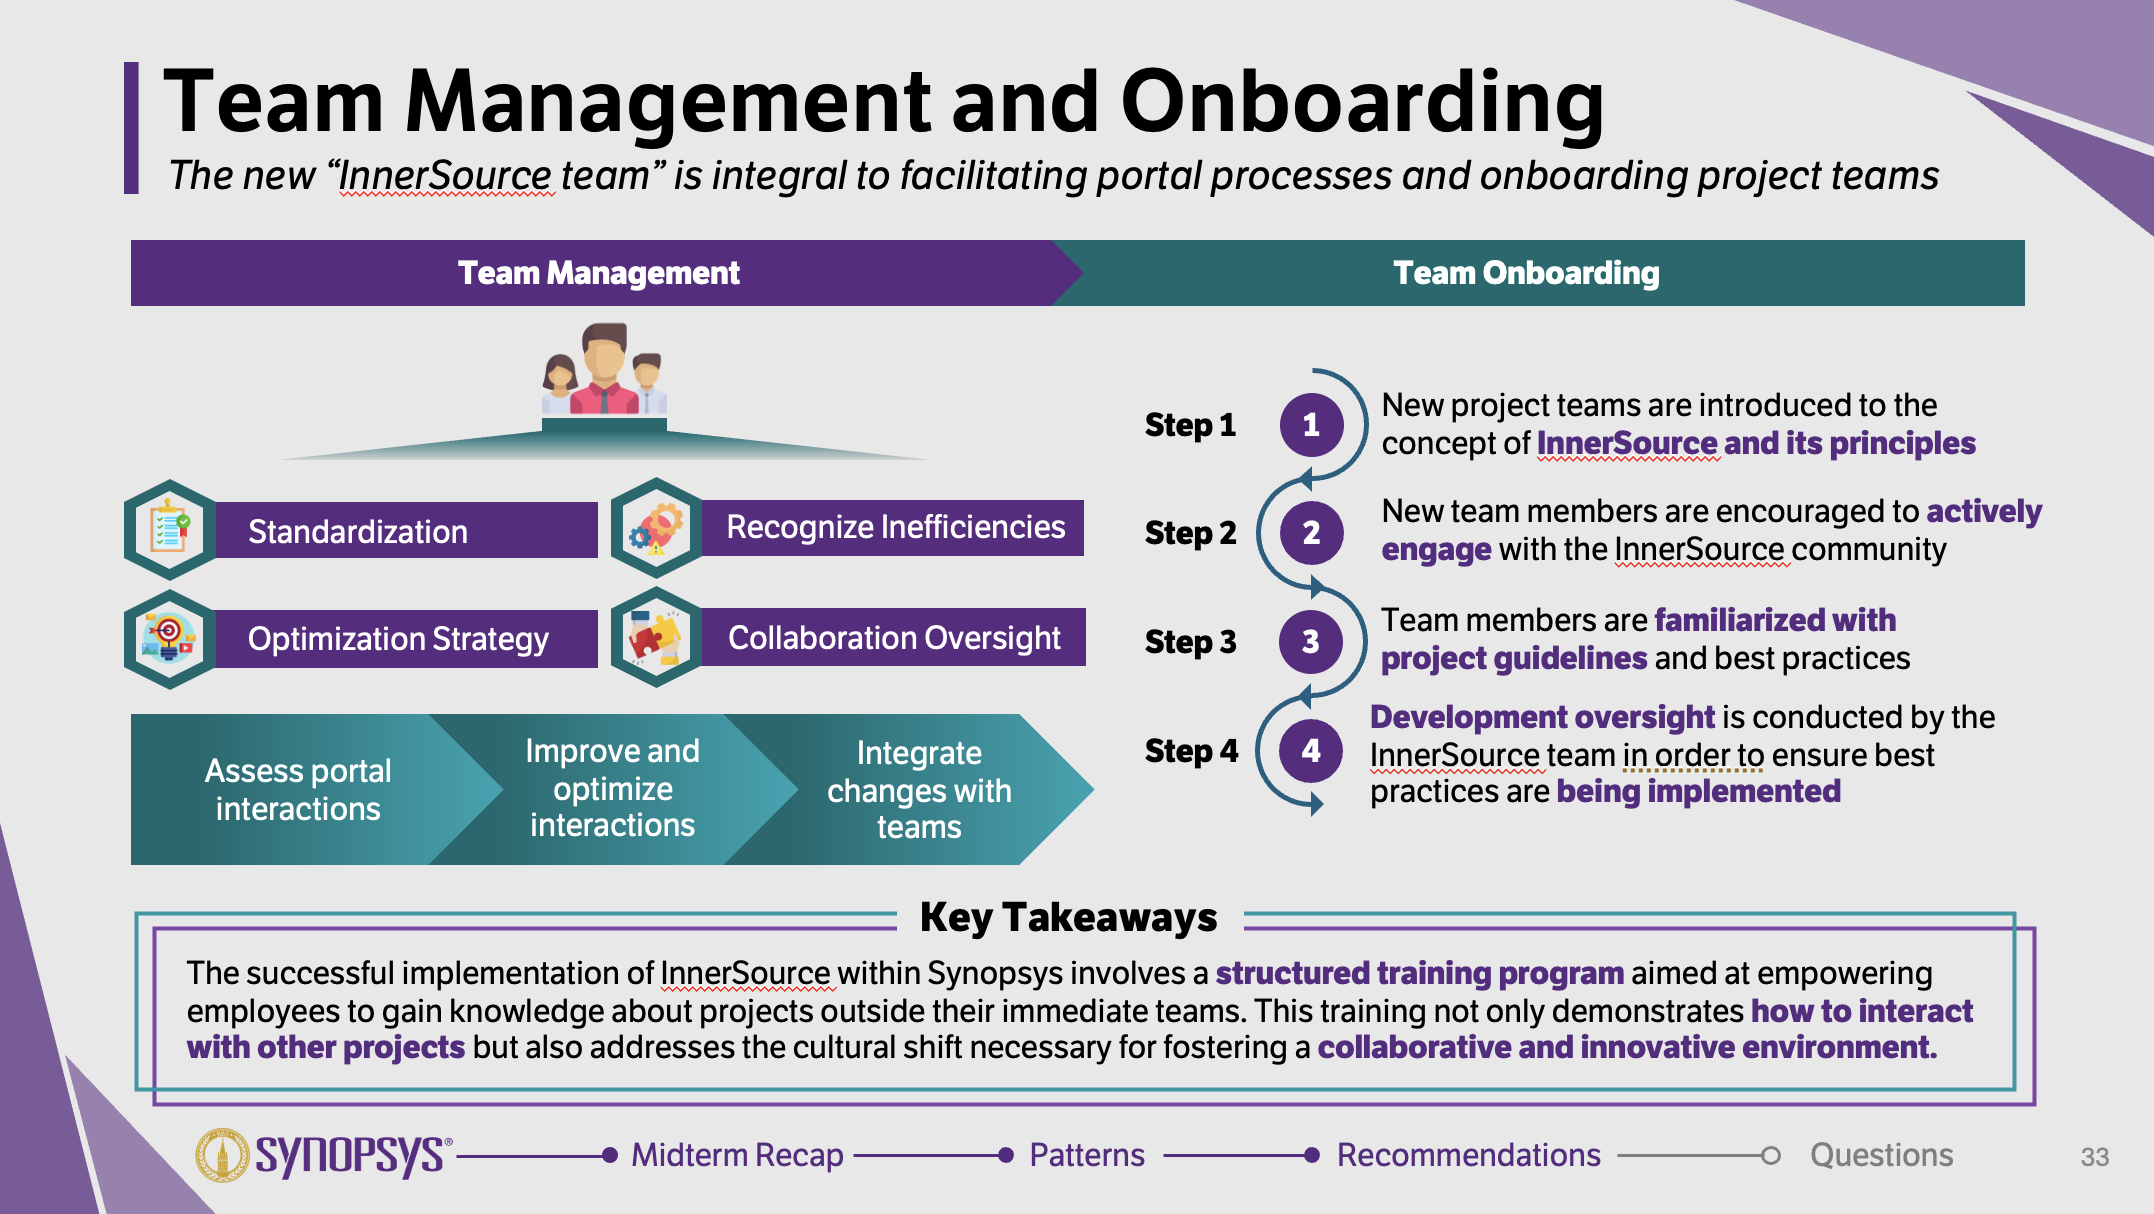 Team Management and Onboarding
The new “InnerSource team” is integral to facilitating portal processes and onboarding project teams
Team Management
Team Onboarding
Standardization
Recognize Inefficiencies
Optimization Strategy
Collaboration Oversight
Assess portal
interactions
Improve and
optimize
interactions
Integrate
changes with
teams
Step 1
1
New project teams are introduced to the
concept of InnerSource and its principles
Step 2
2
New team members are encouraged to actively
engage with the InnerSource community
Step 3
3
Team members are familiarized with
project guidelines and best practices
Step 4
4
Development oversight is conducted by the
InnerSource team in order to ensure best
practices are being implemented
Key Takeaways
The successful implementation of InnerSource within Synopsys involves a structured training program aimed at empowering
employees to gain knowledge about projects outside their immediate teams. This training not only demonstrates how to interact
with other projects but also addresses the cultural shift necessary for fostering a collaborative and innovative environment.
SYNOPSYS®
Midterm Recap
Patterns
Recommendations
Questions
33